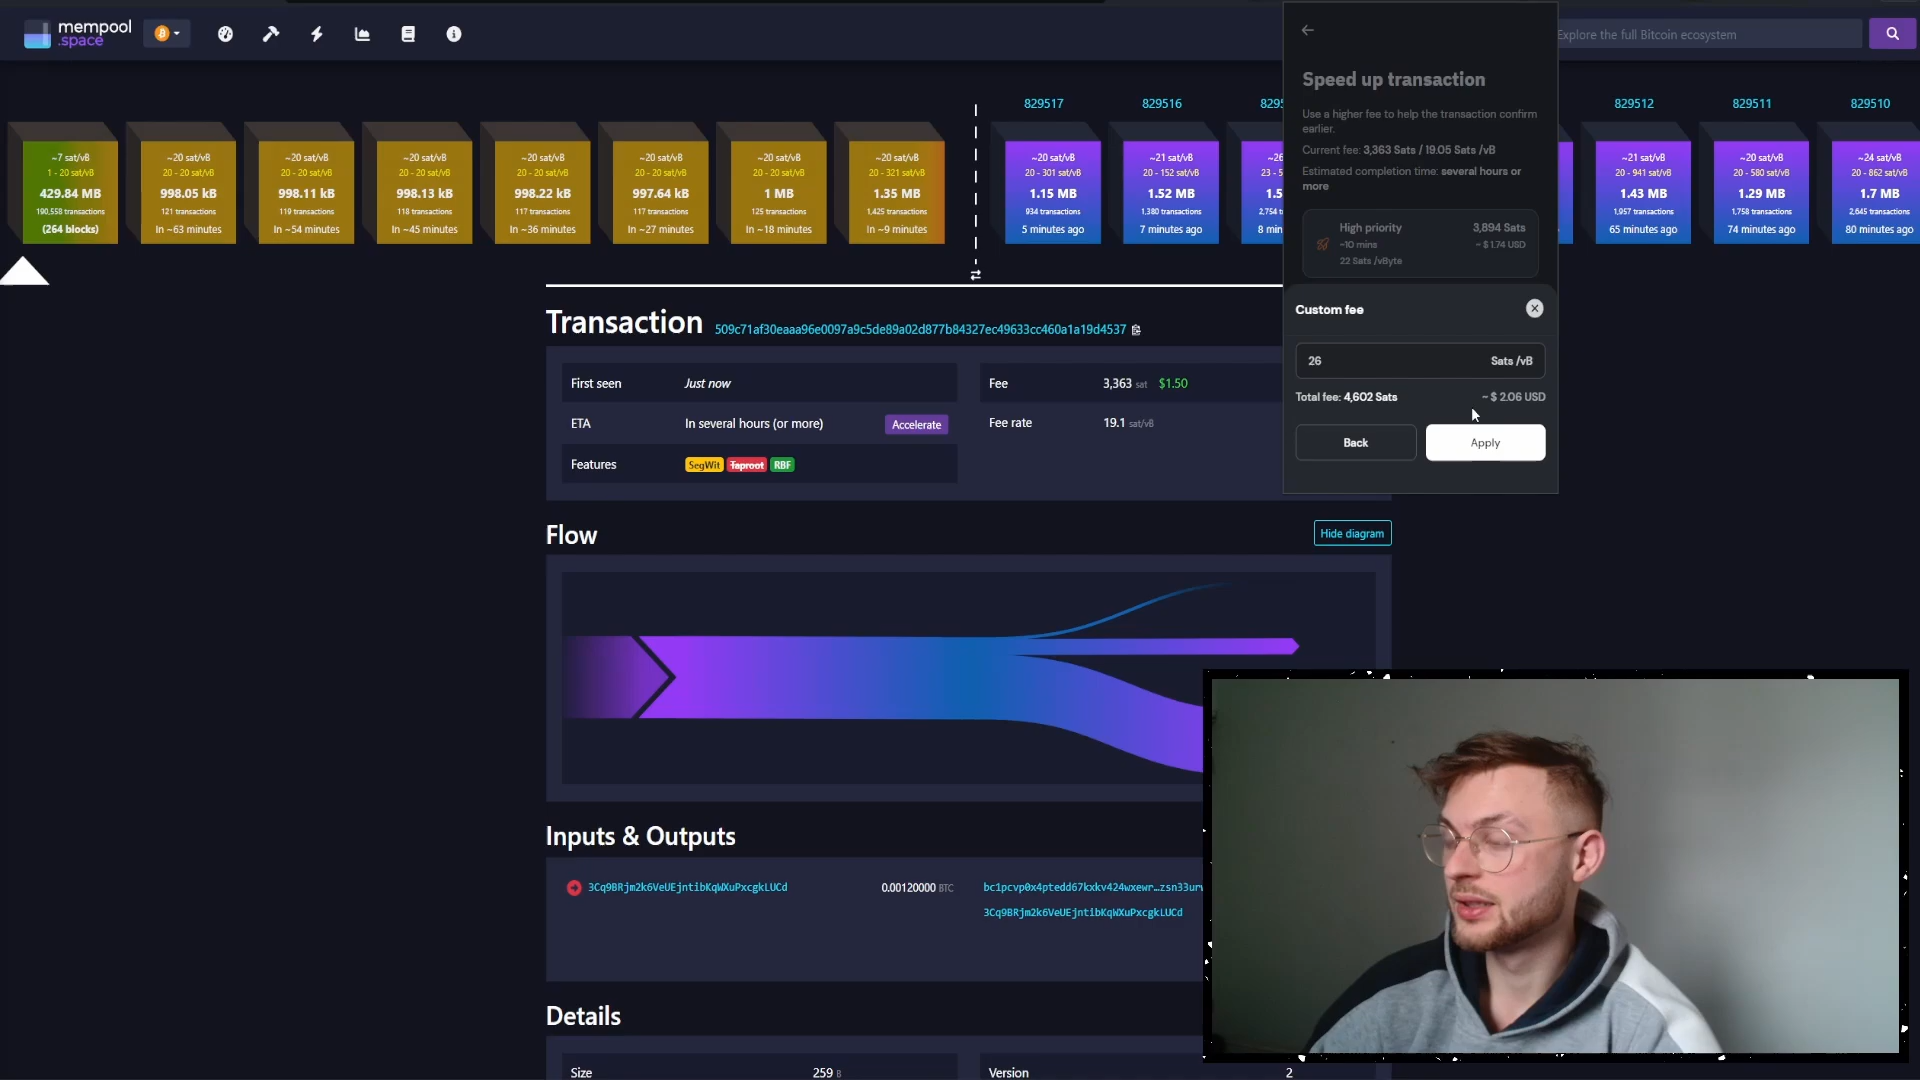 mempool
.space
Explore the full Bitcoin ecosystem
829517
829516
829512
829511
829510
~7 sat/vB
1 - 20 sat/vB
429.84 MB
190,558 transactions
(264 blocks)
~20 sat/vB
20 - 20 sat/vB
998.05 kB
121 transactions
In ~63 minutes
~20 sat/vB
20 - 20 sat/vB
998.11 kB
119 transactions
In ~54 minutes
~20 sat/vB
20 - 20 sat/vB
998.13 kB
118 transactions
In ~45 minutes
~20 sat/vB
20 - 20 sat/vB
998.22 kB
117 transactions
In ~36 minutes
~20 sat/vB
20 - 20 sat/vB
997.64 kB
117 transactions
In ~27 minutes
~20 sat/vB
20 - 20 sat/vB
1 MB
125 transactions
In ~18 minutes
~20 sat/vB
20 - 321 sat/vB
1.35 MB
1,425 transactions
In ~9 minutes
~20 sat/vB
20 - 301 sat/vB
1.15 MB
934 transactions
5 minutes ago
~21 sat/vB
20 - 152 sat/vB
1.52 MB
1,380 transactions
7 minutes ago
~21 sat/vB
20 - 941 sat/vB
1.43 MB
1,957 transactions
65 minutes ago
~20 sat/vB
20 - 580 sat/vB
1.29 MB
1,758 transactions
74 minutes ago
~24 sat/vB
20 - 862 sat/vB
1.7 MB
2,645 transactions
80 minutes ago
Speed up transaction
Use a higher fee to help the transaction confirm
earlier.
Current fee: 3,363 Sats / 19.05 Sats /vB
Estimated completion time: several hours or
more
High priority 3,894 Sats
~10 mins ~ $ 1.74 USD
22 Sats /vByte
Custom fee
26 Sats /vB
Total fee: 4,602 Sats ~ $ 2.06 USD
Back Apply
Transaction 509c71af30eaaa96e0097a9c5de89a02d877b84327ec49633cc460a1a19d4537
First seen Just now
ETA In several hours (or more) Accelerate
Features SegWit Taproot RBF
Fee 3,363 sat $1.50
Fee rate 19.1 sat/vB
Flow Hide diagram
Inputs & Outputs
3Cq9BRjm2k6VeUEjntibKqWXuPxcgkLUCd 0.00120000 BTC
bc1pcvp0x4ptedd67kxkv424wxewr…zsn33urv
3Cq9BRjm2k6VeUEjntibKqWXuPxcgkLUCd
Details
Size 259 B
Version 2